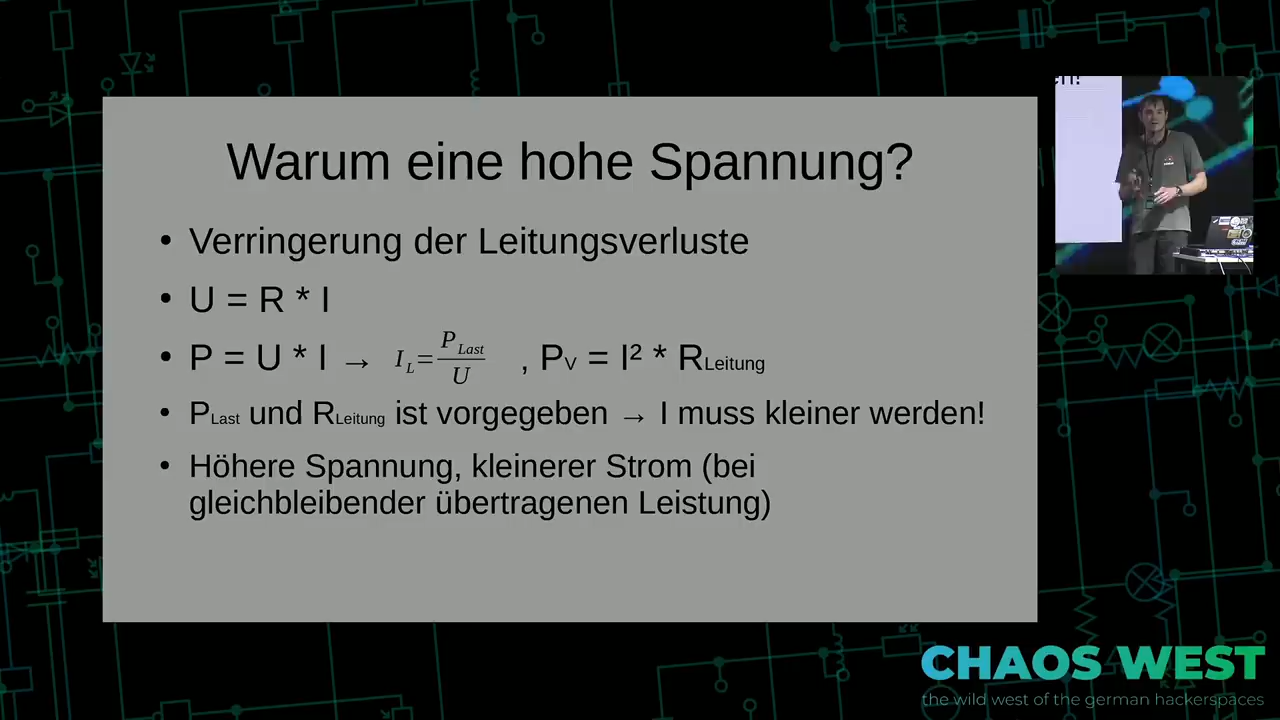 Warum eine hohe Spannung?
• Verringerung der Leitungsverluste
• U = R * I
• P = U * I → I_L = P_Last / U , P_V = I² * R_Leitung
• P_Last und R_Leitung ist vorgegeben → I muss kleiner werden!
• Höhere Spannung, kleinerer Strom (bei
gleichbleibender übertragenen Leistung)
CHAOS WEST
the wild west of the german hackerspaces